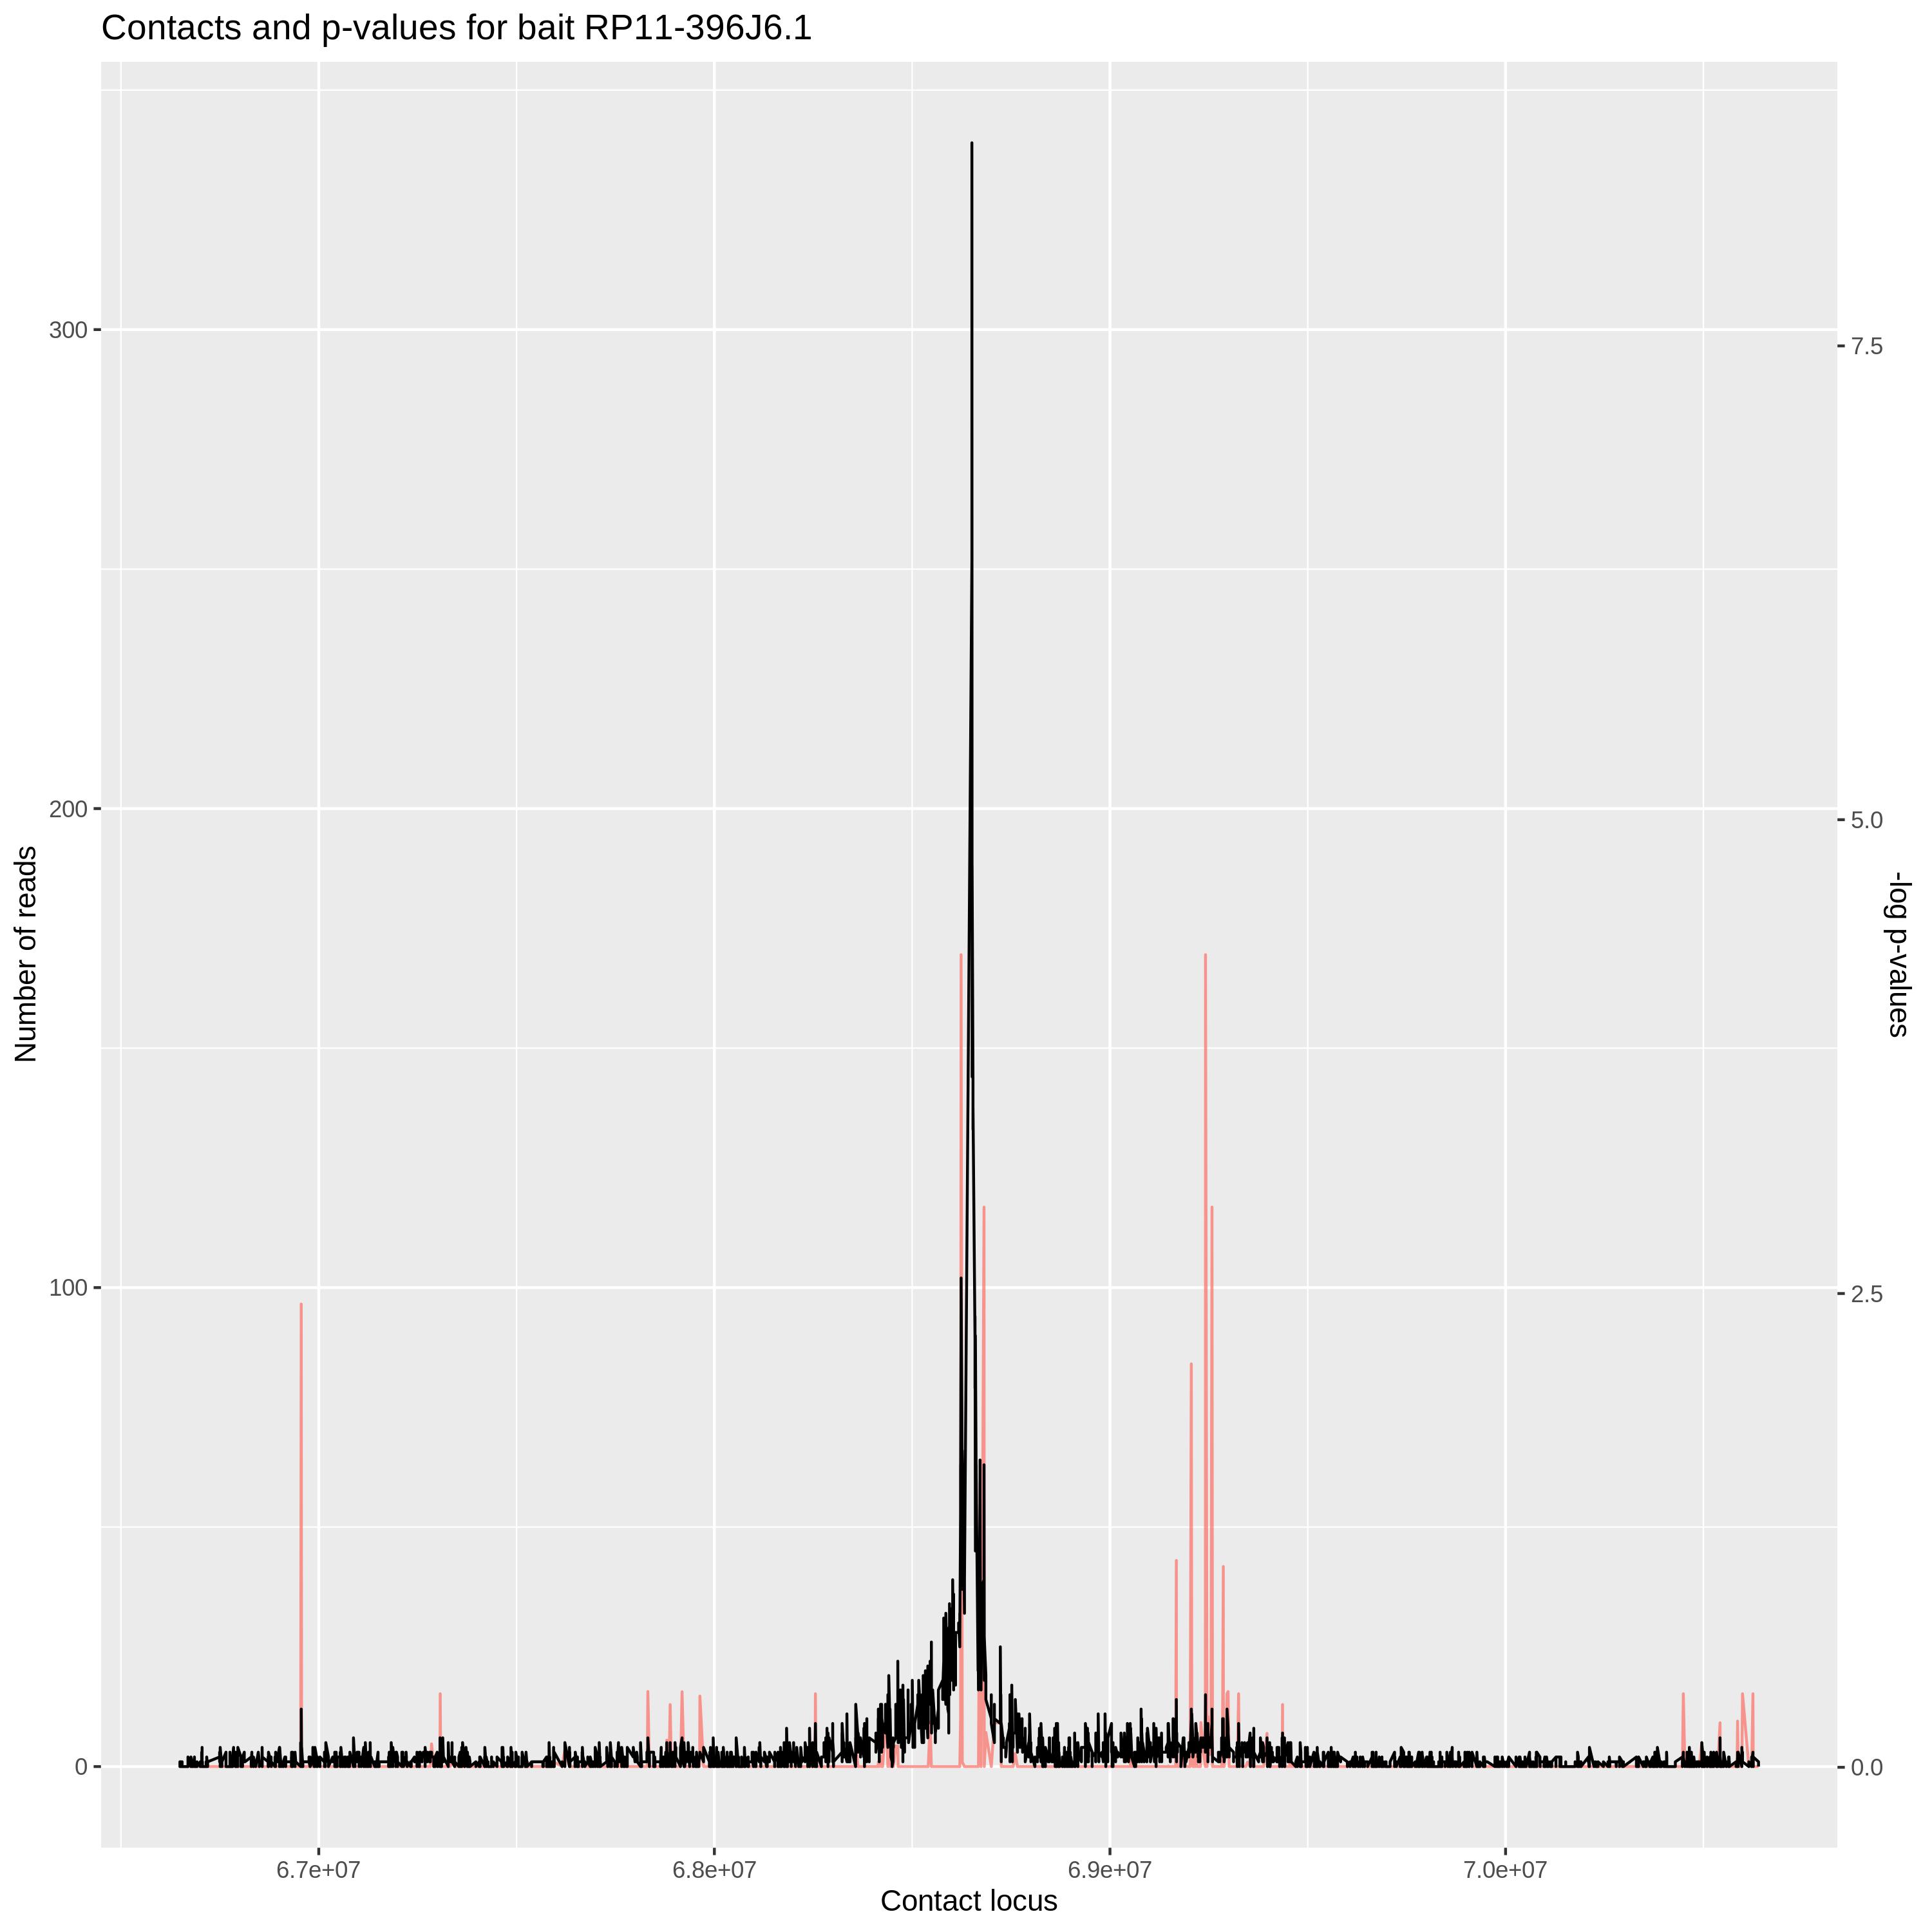 Contacts and p-values for bait RP11-396J6.1
300
200
100
0
7.5
5.0
2.5
0.0
Number of reads
-log p-values
6.7e+07 6.8e+07 6.9e+07 7.0e+07
Contact locus